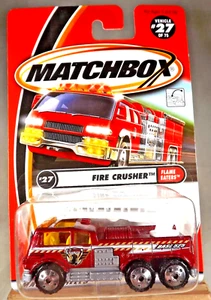 VEHICLE
#27
OF 75
MATCHBOX
#27
FIRE CRUSHER™
FLAME
EATERS™